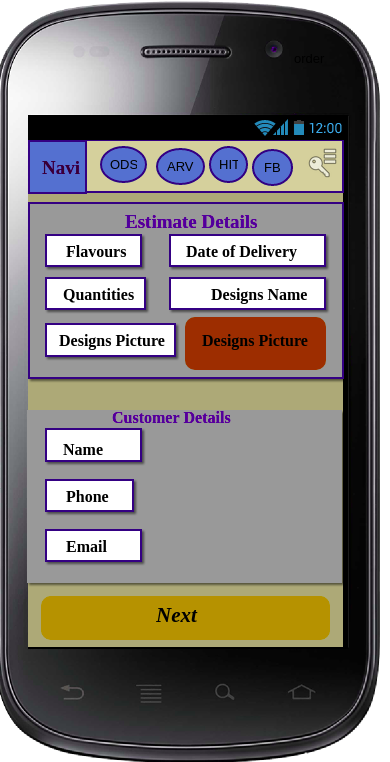 order
12:00
Navi
ODS
ARV
HIT
FB
Estimate Details
Flavours
Date of Delivery
Quantities
Designs Name
Designs Picture
Designs Picture
Customer Details
Name
Phone
Email
Next